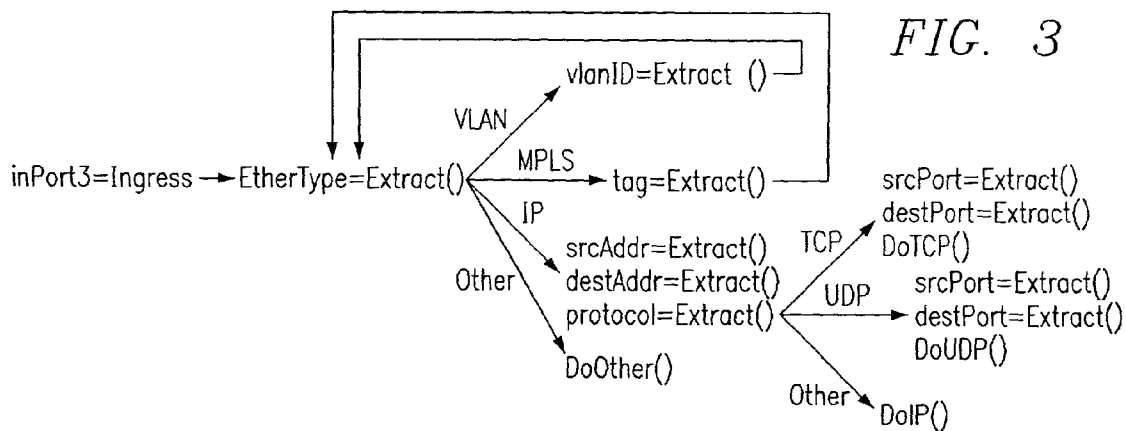 FIG. 3
vlanID=Extract ()
VLAN
MPLS
inPort3=Ingress
EtherType=Extract()
tag=Extract()
IP
srcPort=Extract()
destPort=Extract()
DoTCP()
TCP
srcAddr=Extract()
destAddr=Extract()
protocol=Extract()
Other
UDP
srcPort=Extract()
destPort=Extract()
DoUDP()
DoOther()
Other
DoIP()